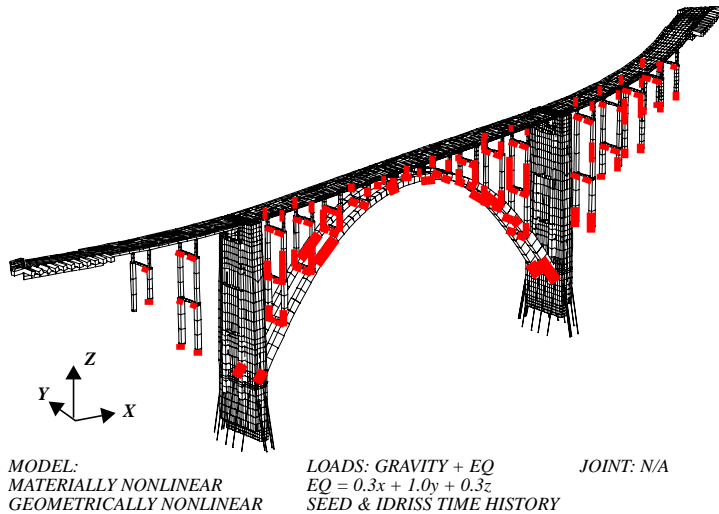 Z
Y
X
MODEL:
MATERIALLY NONLINEAR
GEOMETRICALLY NONLINEAR
LOADS: GRAVITY + EQ
EQ = 0.3x + 1.0y + 0.3z
SEED & IDRISS TIME HISTORY
JOINT: N/A